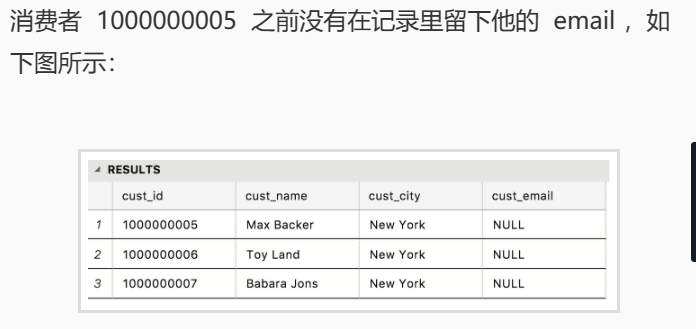 消费者 1000000005 之前没有在记录里留下他的 email ，如
下图所示：
RESULTS
cust_id cust_name cust_city cust_email
1 1000000005 Max Backer New York NULL
2 1000000006 Toy Land New York NULL
3 1000000007 Babara Jons New York NULL